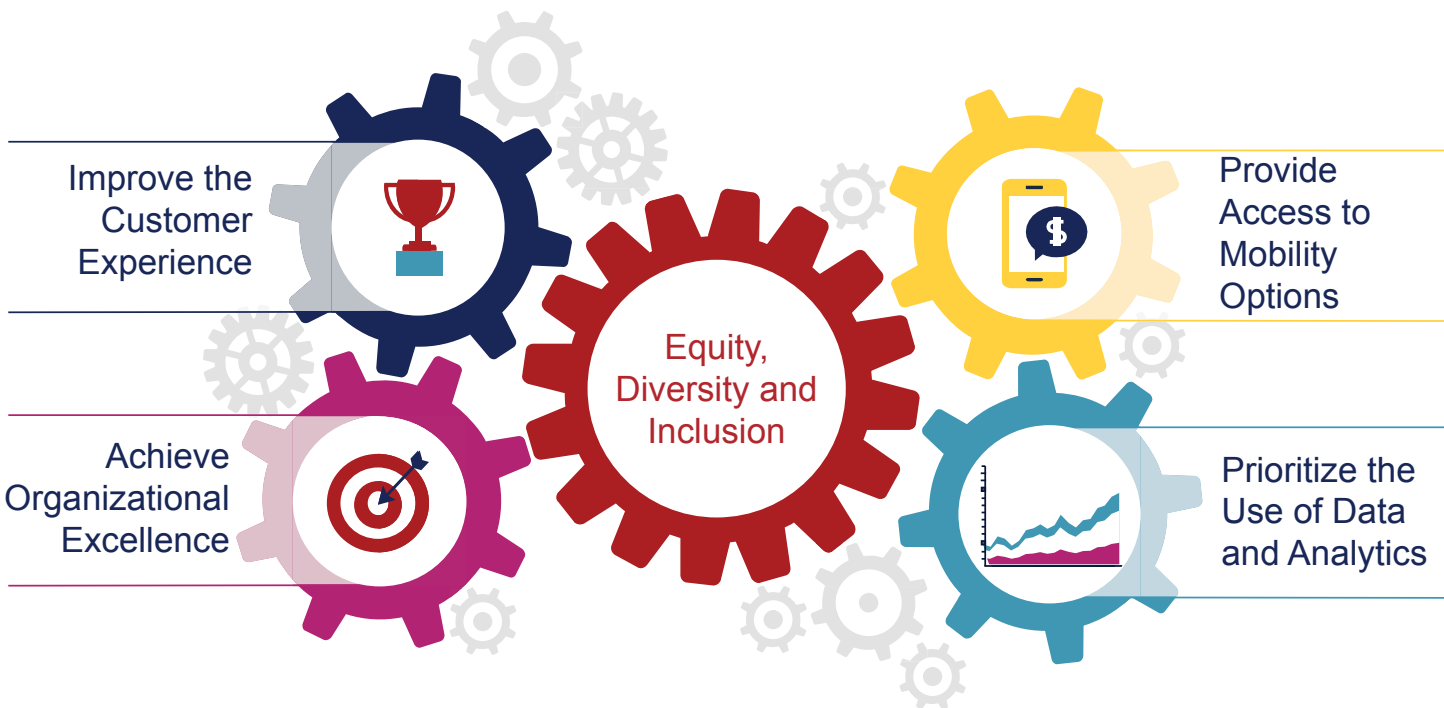 Improve the
Customer
Experience
Provide
Access to
Mobility
Options
Equity,
Diversity and
Inclusion
Achieve
Organizational
Excellence
Prioritize the
Use of Data
and Analytics
$